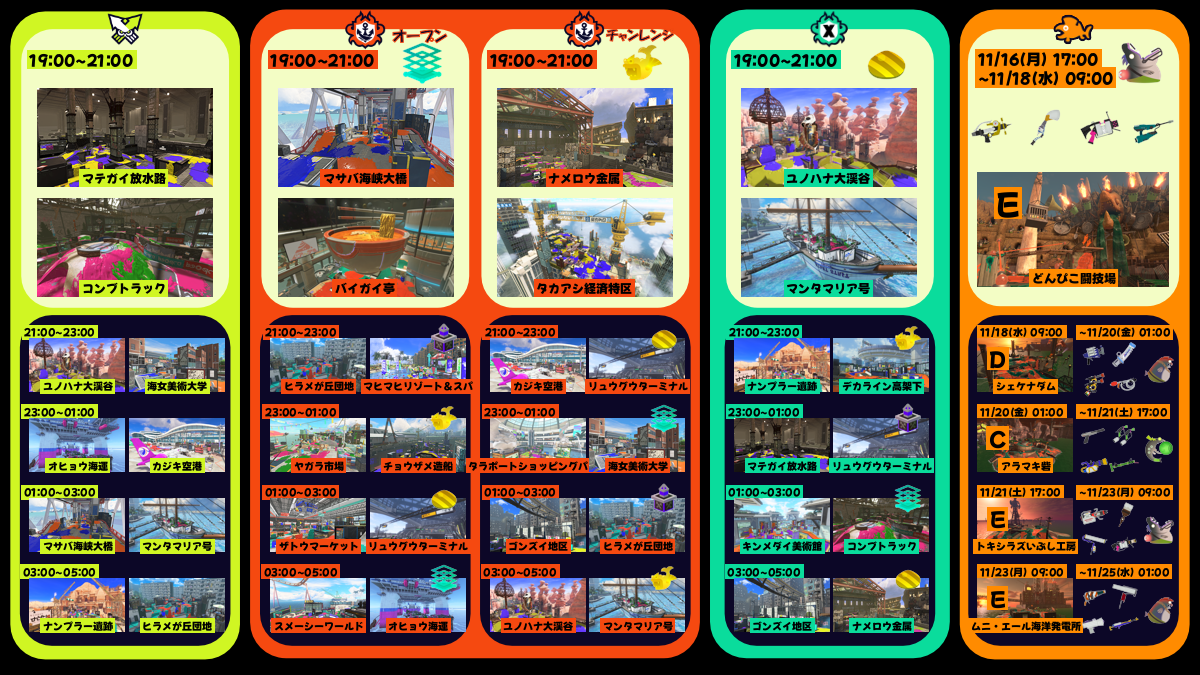 19:00~21:00
マテガイ放水路
コンブトラック
21:00~23:00
ユノハナ大渓谷
海女美術大学
23:00~01:00
オヒョウ海運
カジキ空港
01:00~03:00
マサバ海峡大橋
マンタマリア号
03:00~05:00
ナンプラー遺跡
ヒラメが丘団地
オープン
19:00~21:00
マサバ海峡大橋
バイガイ亭
チャレンジ
19:00~21:00
ナメロウ金属
タカアシ経済特区
21:00~23:00
ヒラメが丘団地
マヒマヒリゾート&スパ
23:00~01:00
ヤガラ市場
チョウザメ造船
01:00~03:00
ザトウマーケット
リュウグウターミナル
03:00~05:00
スメーシーワールド
オヒョウ海運
21:00~23:00
カジキ空港
リュウグウターミナル
23:00~01:00
タラポートショッピングパ
海女美術大学
01:00~03:00
ゴンズイ地区
ヒラメが丘団地
03:00~05:00
ユノハナ大渓谷
マンタマリア号
X
19:00~21:00
ユノハナ大渓谷
マンタマリア号
21:00~23:00
ナンプラー遺跡
デカライン高架下
23:00~01:00
マテガイ放水路
リュウグウターミナル
01:00~03:00
キンメダイ美術館
コンブトラック
03:00~05:00
ゴンズイ地区
ナメロウ金属
11/16(月) 17:00
~11/18(水) 09:00
E
どんぴこ闘技場
11/18(水) 09:00 ~11/20(金) 01:00
D
シェケナダム
11/20(金) 01:00 ~11/21(土) 17:00
C
アラマキ砦
11/21(土) 17:00 ~11/23(月) 09:00
E
トキシラズいぶし工房
11/23(月) 09:00 ~11/25(水) 01:00
E
ムニ・エール海洋発電所